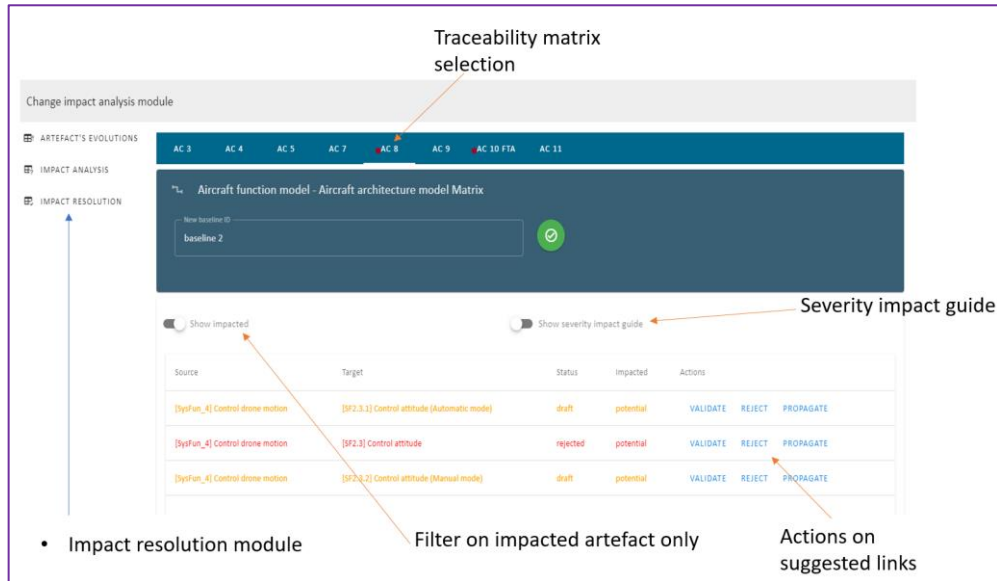 Traceability matrix
selection
Change impact analysis module
ARTEFACT'S EVOLUTIONS
IMPACT ANALYSIS
IMPACT RESOLUTION
AC 3 AC 4 AC 5 AC 7 AC 8 AC 9 AC 10 FTA AC 11
Aircraft function model - Aircraft architecture model Matrix
New baseline ID
baseline 2
Severity impact guide
Show impacted Show severity impact guide
Source Target Status Impacted Actions
[SysFun_4] Control drone motion [SF2.3.1] Control attitude (Automatic mode) draft potential VALIDATE REJECT PROPAGATE
[SysFun_4] Control drone motion [SF2.3] Control attitude rejected potential VALIDATE REJECT PROPAGATE
[SysFun_4] Control drone motion [SF2.3.2] Control attitude (Manual mode) draft potential VALIDATE REJECT PROPAGATE
• Impact resolution module
Filter on impacted artefact only
Actions on
suggested links